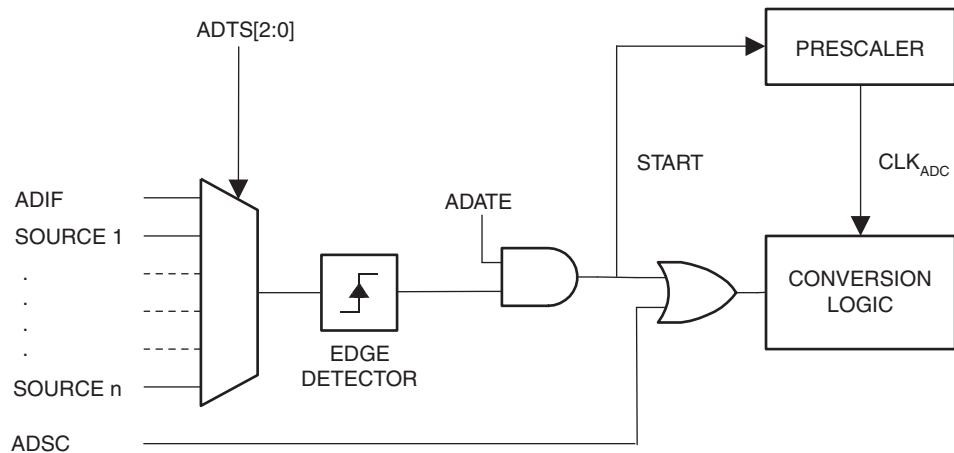 ADTS[2:0]
PRESCALER
START
CLKADC
ADIF
ADATE
SOURCE 1
.
.
.
.
CONVERSION
LOGIC
EDGE
DETECTOR
SOURCE n
ADSC